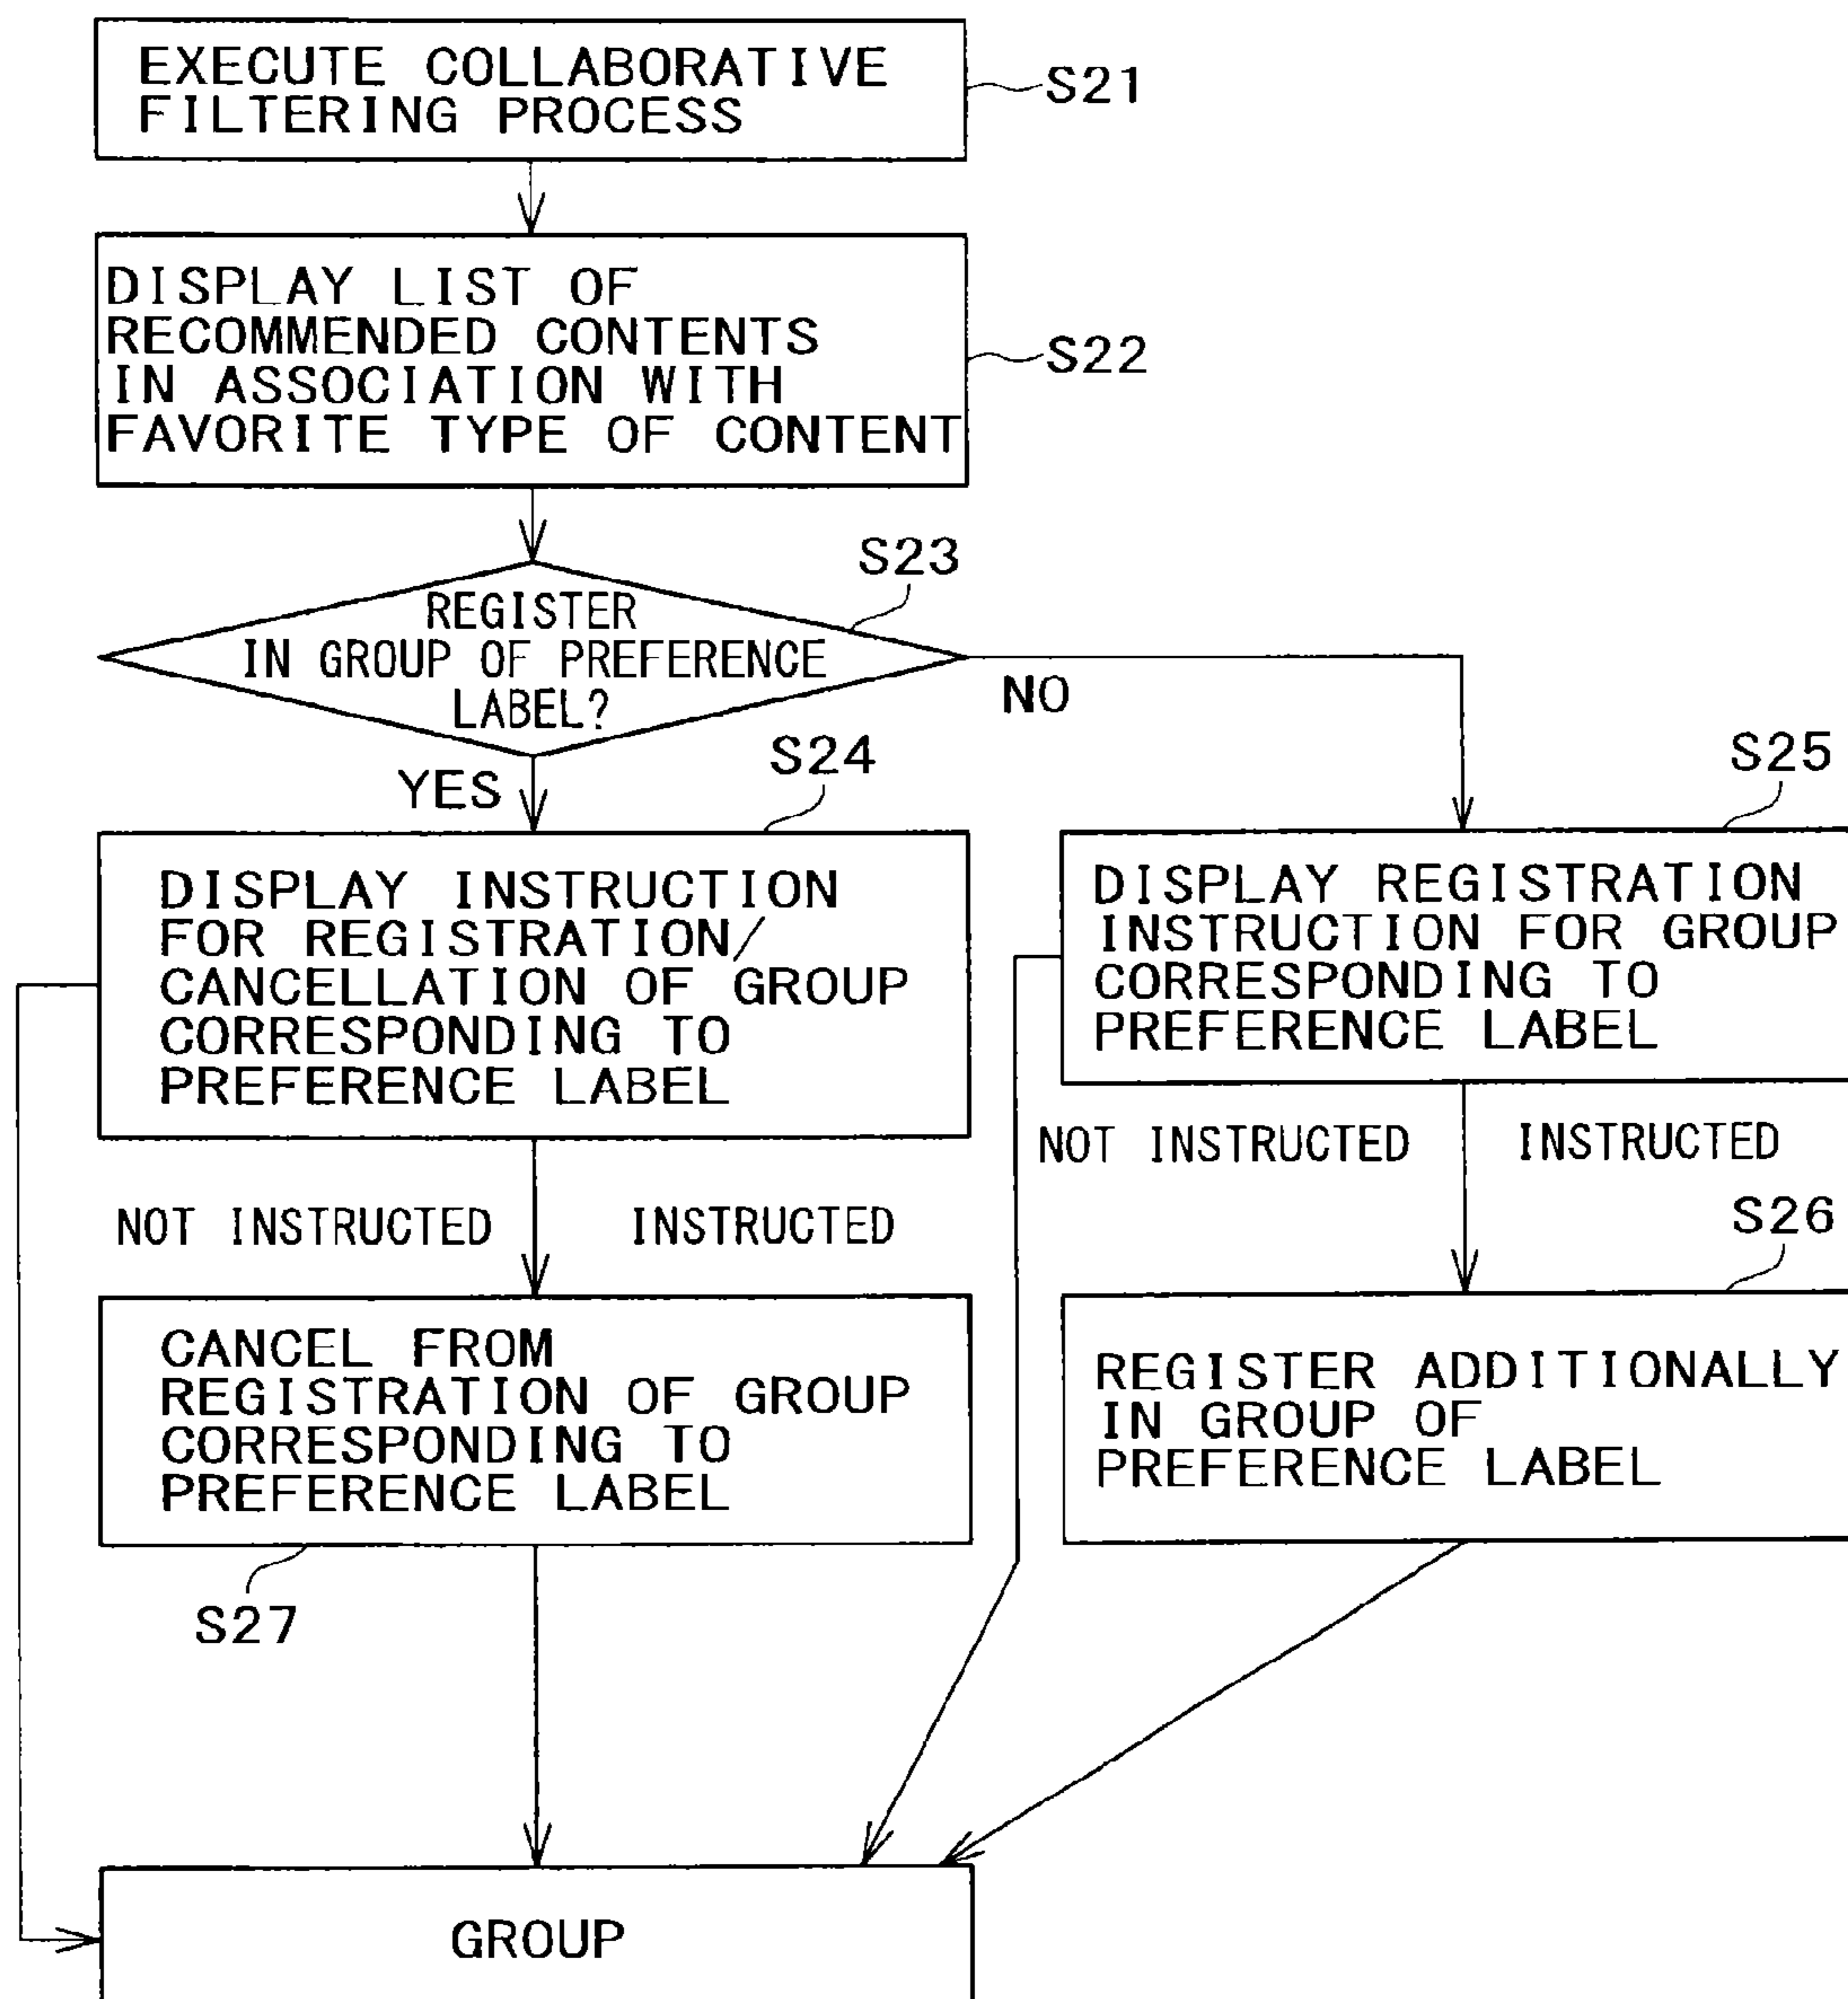 EXECUTE COLLABORATIVE
FILTERING PROCESS
S21
DISPLAY LIST OF
RECOMMENDED CONTENTS
IN ASSOCIATION WITH
FAVORITE TYPE OF CONTENT
S22
S23
REGISTER
IN GROUP OF PREFERENCE
LABEL?
NO
YES
S24
DISPLAY INSTRUCTION
FOR REGISTRATION/
CANCELLATION OF GROUP
CORRESPONDING TO
PREFERENCE LABEL
S25
DISPLAY REGISTRATION
INSTRUCTION FOR GROUP
CORRESPONDING TO
PREFERENCE LABEL
NOT INSTRUCTED
INSTRUCTED
NOT INSTRUCTED
INSTRUCTED
S26
CANCEL FROM
REGISTRATION OF GROUP
CORRESPONDING TO
PREFERENCE LABEL
S27
REGISTER ADDITIONALLY
IN GROUP OF
PREFERENCE LABEL
GROUP